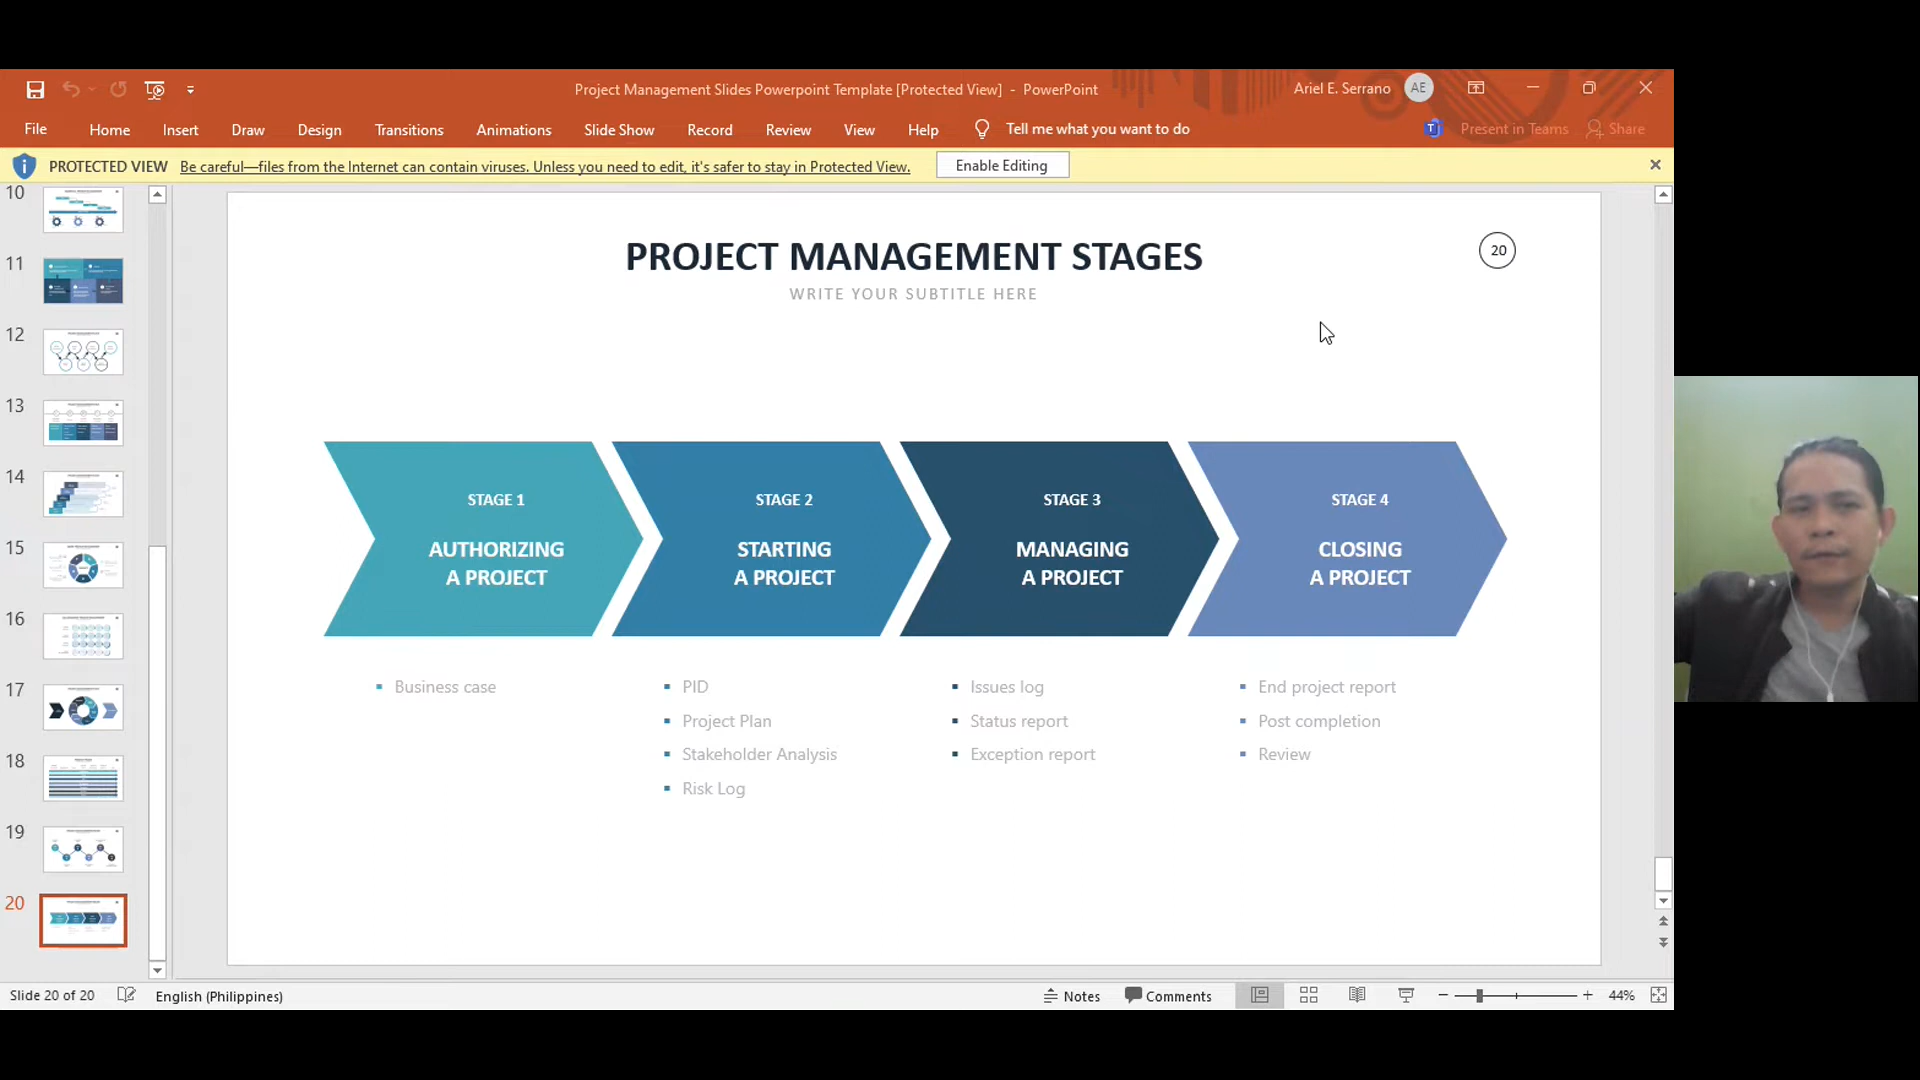 Project Management Slides Powerpoint Template [Protected View] - PowerPoint
Ariel E. Serrano
AE
File
Home
Insert
Draw
Design
Transitions
Animations
Slide Show
Record
Review
View
Help
Tell me what you want to do
Present in Teams
Share
PROTECTED VIEW
Be careful—files from the Internet can contain viruses. Unless you need to edit, it's safer to stay in Protected View.
Enable Editing
10
11
12
13
14
15
16
17
18
19
20
PROJECT MANAGEMENT STAGES
20
WRITE YOUR SUBTITLE HERE
STAGE 1
AUTHORIZING
A PROJECT
STAGE 2
STARTING
A PROJECT
STAGE 3
MANAGING
A PROJECT
STAGE 4
CLOSING
A PROJECT
Business case
PID
Project Plan
Stakeholder Analysis
Risk Log
Issues log
Status report
Exception report
End project report
Post completion
Review
Slide 20 of 20
English (Philippines)
Notes
Comments
44%